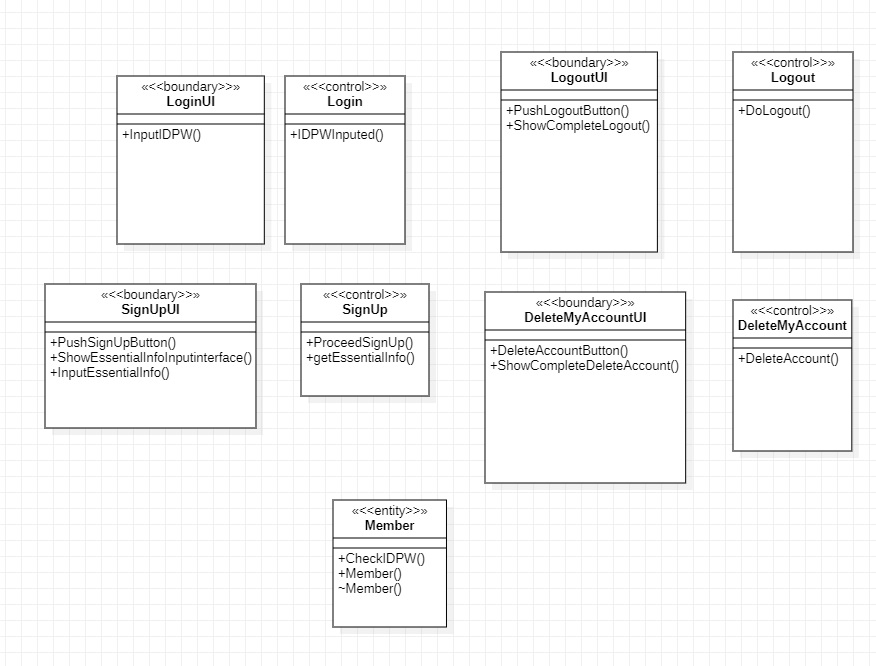 «<<boundary>>»
LoginUI
+InputIDPW()
«<<control>>»
Login
+IDPWInputed()
«<<boundary>>»
LogoutUI
+PushLogoutButton()
+ShowCompleteLogout()
«<<control>>»
Logout
+DoLogout()
«<<boundary>>»
SignUpUI
+PushSignUpButton()
+ShowEssentialInfoInputinterface()
+InputEssentialInfo()
«<<control>>»
SignUp
+ProceedSignUp()
+getEssentialInfo()
«<<boundary>>»
DeleteMyAccountUI
+DeleteAccountButton()
+ShowCompleteDeleteAccount()
«<<control>>»
DeleteMyAccount
+DeleteAccount()
«<<entity>>»
Member
+CheckIDPW()
+Member()
~Member()